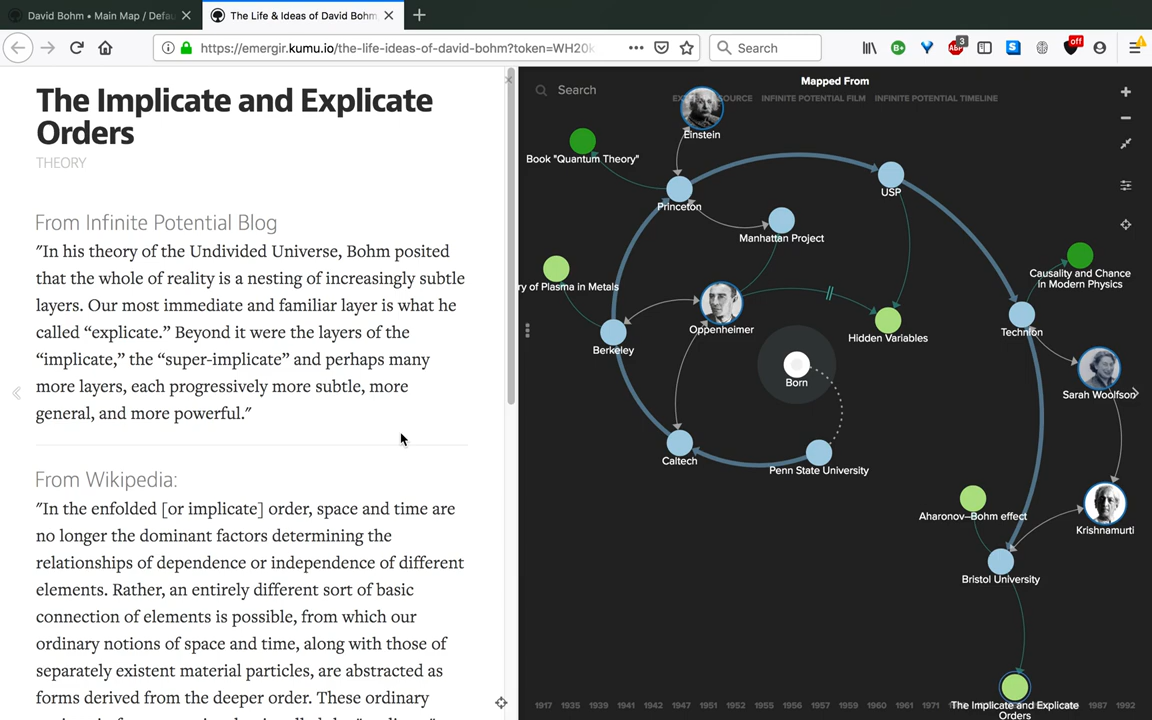 David Bohm • Main Map / Defau
The Life & Ideas of David Bohm
https://emergir.kumu.io/the-life-ideas-of-david-bohm?token=WH20k
Search
3
off
The Implicate and Explicate
Orders
THEORY
From Infinite Potential Blog
"In his theory of the Undivided Universe, Bohm posited
that the whole of reality is a nesting of increasingly subtle
layers. Our most immediate and familiar layer is what he
called “explicate.” Beyond it were the layers of the
“implicate,” the “super-implicate” and perhaps many
more layers, each progressively more subtle, more
general, and more powerful."
From Wikipedia:
"In the enfolded [or implicate] order, space and time are
no longer the dominant factors determining the
relationships of dependence or independence of different
elements. Rather, an entirely different sort of basic
connection of elements is possible, from which our
ordinary notions of space and time, along with those of
separately existent material particles, are abstracted as
forms derived from the deeper order. These ordinary
Search
Mapped From
SOURCE
INFINITE POTENTIAL FILM
INFINITE POTENTIAL TIMELINE
Einstein
Book "Quantum Theory"
Princeton
USP
Manhattan Project
Causality and Chance
in Modern Physics
ry of Plasma in Metals
Oppenheimer
Hidden Variables
Technion
Berkeley
Born
Sarah Woolfson
Caltech
Penn State University
Aharonov–Bohm effect
Krishnamurti
Bristol University
The Implicate and Explicate
Orders
1917 1935 1939 1941 1942 1943 1946 1949 1951 1952 1956 1957 1960 1961 1971 1987 1992